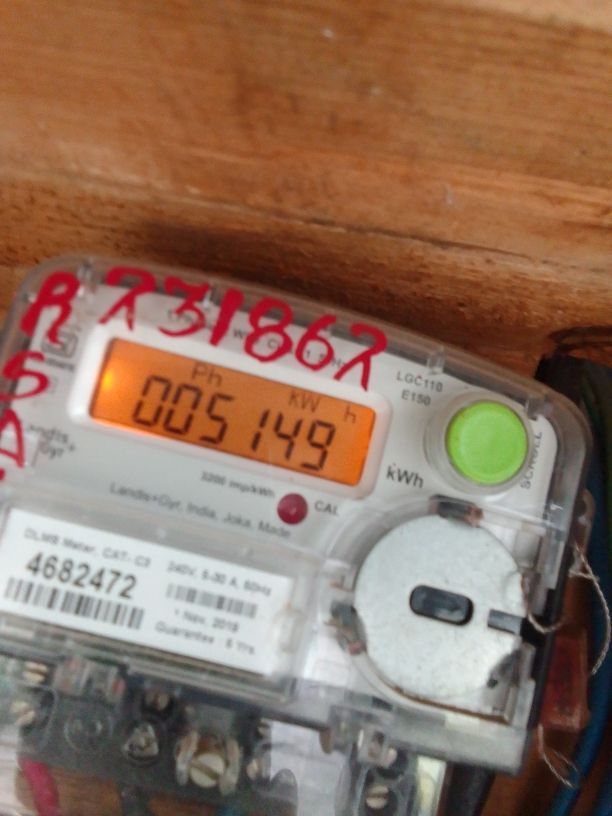 R 231862
S
A
LGC110
E150
Ph
kW h
005149
kWh
SCROLL
3200 imp/kWh
CAL
Landis+Gyr, India, Joka, Made
DLMS Meter, CAT- C3
4682472
240V, 5-30 A, 50Hz
Nov, 2015
Guarantee 5 Yrs.